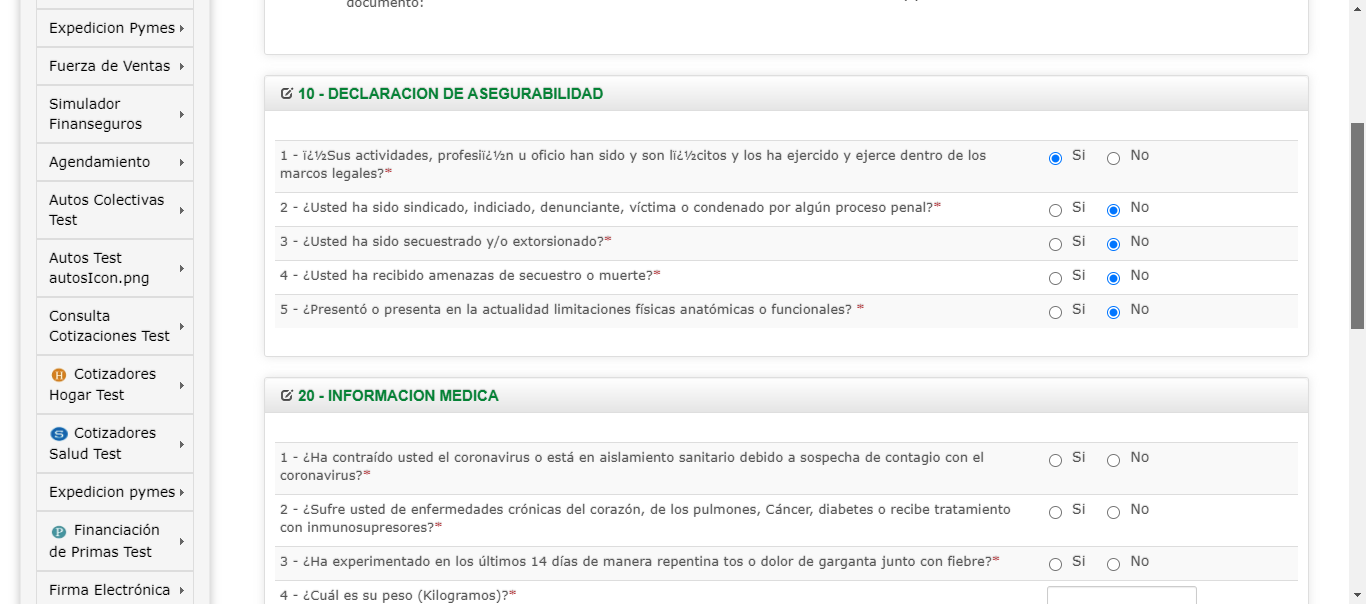 documento:
Expedicion Pymes
Fuerza de Ventas
Simulador
Finanseguros
Agendamiento
Autos Colectivas
Test
Autos Test
autosIcon.png
Consulta
Cotizaciones Test
H Cotizadores
Hogar Test
S Cotizadores
Salud Test
Expedicion pymes
P Financiación
de Primas Test
Firma Electrónica
10 - DECLARACION DE ASEGURABILIDAD
1 - ï¿½Sus actividades, profesiï¿½n u oficio han sido y son lï¿½citos y los ha ejercido y ejerce dentro de los
marcos legales?*
Si No
2 - ¿Usted ha sido sindicado, indiciado, denunciante, víctima o condenado por algún proceso penal?*
Si No
3 - ¿Usted ha sido secuestrado y/o extorsionado?*
Si No
4 - ¿Usted ha recibido amenazas de secuestro o muerte?*
Si No
5 - ¿Presentó o presenta en la actualidad limitaciones físicas anatómicas o funcionales? *
Si No
20 - INFORMACION MEDICA
1 - ¿Ha contraído usted el coronavirus o está en aislamiento sanitario debido a sospecha de contagio con el
coronavirus?*
Si No
2 - ¿Sufre usted de enfermedades crónicas del corazón, de los pulmones, Cáncer, diabetes o recibe tratamiento
con inmunosupresores?*
Si No
3 - ¿Ha experimentado en los últimos 14 días de manera repentina tos o dolor de garganta junto con fiebre?*
Si No
4 - ¿Cuál es su peso (Kilogramos)?*